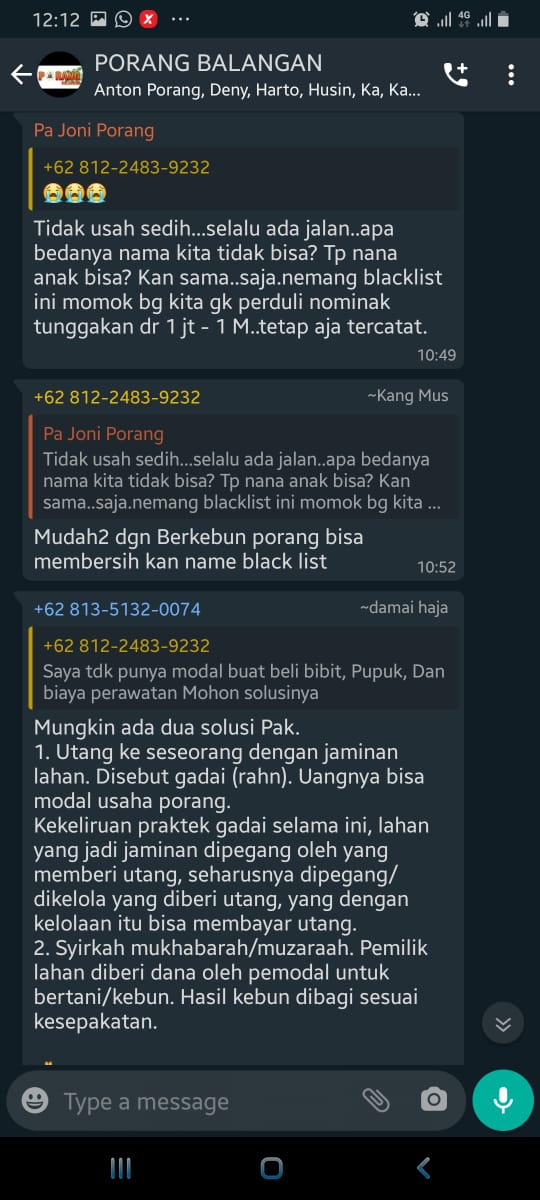 12:12
4G
PORANG BALANGAN
Anton Porang, Deny, Harto, Husin, Ka, Ka...
Pa Joni Porang
+62 812-2483-9232
😭😭😭
Tidak usah sedih...selalu ada jalan..apa
bedanya nama kita tidak bisa? Tp nana
anak bisa? Kan sama..saja.nemang blacklist
ini momok bg kita gk perduli nominak
tunggakan dr 1 jt - 1 M..tetap aja tercatat.
10:49
+62 812-2483-9232 ~Kang Mus
Pa Joni Porang
Tidak usah sedih...selalu ada jalan..apa bedanya
nama kita tidak bisa? Tp nana anak bisa? Kan
sama..saja.nemang blacklist ini momok bg kita ...
Mudah2 dgn Berkebun porang bisa
membersih kan name black list
10:52
+62 813-5132-0074 ~damai haja
+62 812-2483-9232
Saya tdk punya modal buat beli bibit, Pupuk, Dan
biaya perawatan Mohon solusinya
Mungkin ada dua solusi Pak.
1. Utang ke seseorang dengan jaminan
lahan. Disebut gadai (rahn). Uangnya bisa
modal usaha porang.
Kekeliruan praktek gadai selama ini, lahan
yang jadi jaminan dipegang oleh yang
memberi utang, seharusnya dipegang/
dikelola yang diberi utang, yang dengan
kelolaan itu bisa membayar utang.
2. Syirkah mukhabarah/muzaraah. Pemilik
lahan diberi dana oleh pemodal untuk
bertani/kebun. Hasil kebun dibagi sesuai
kesepakatan.
Type a message